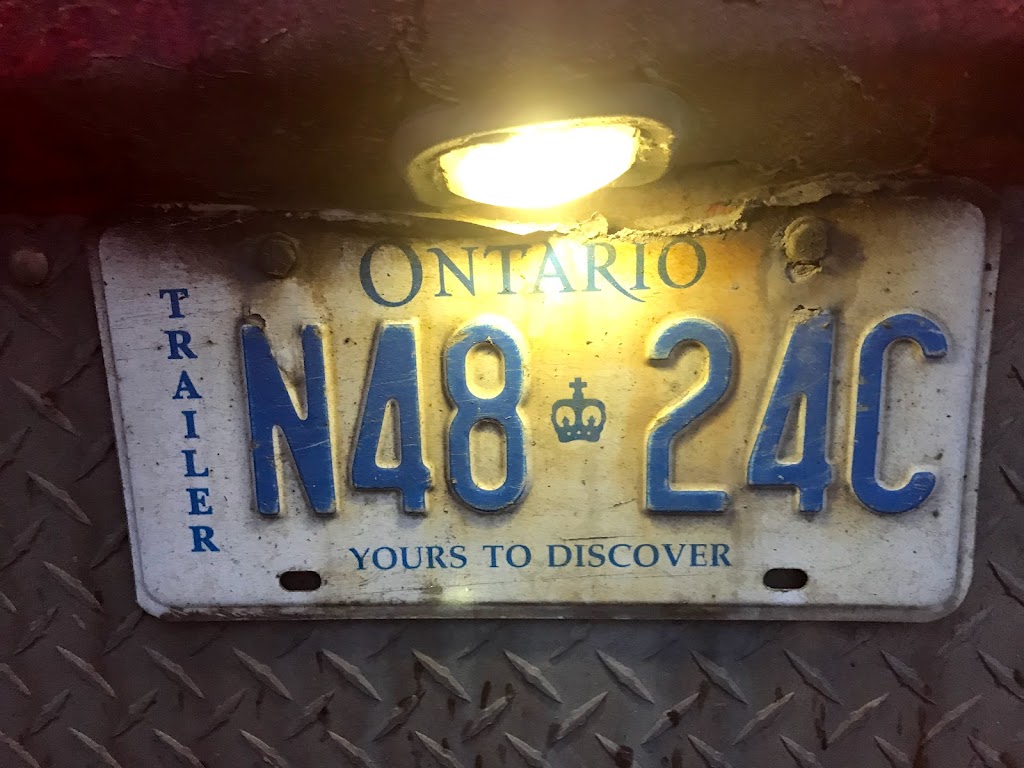 ONTARIO
TRAILER
N48 24C
YOURS TO DISCOVER